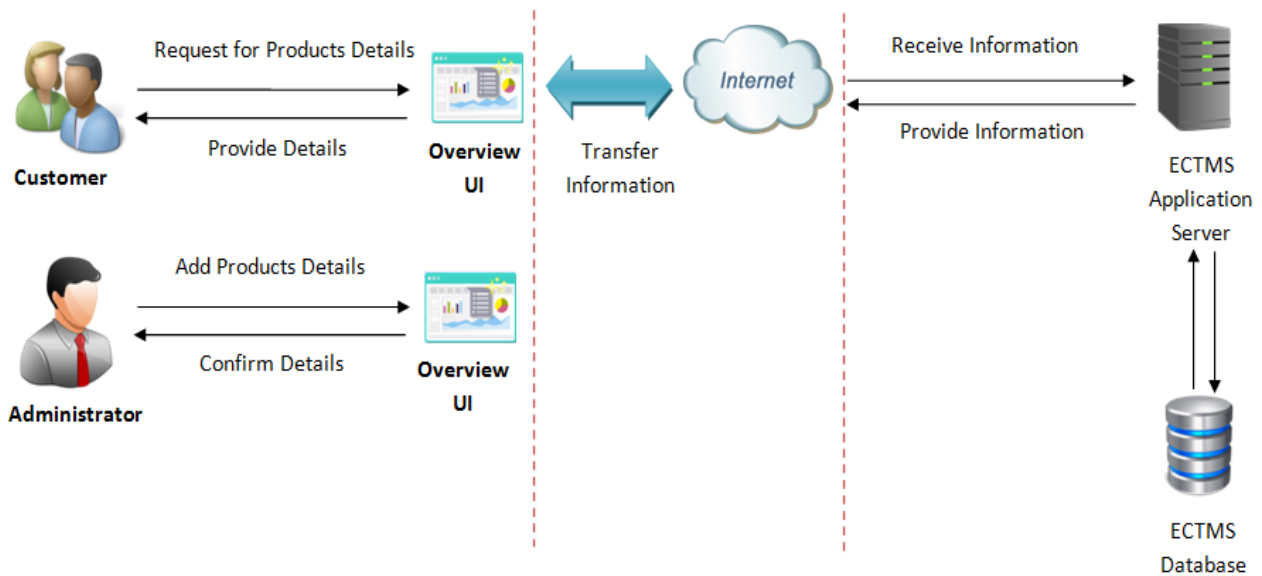 Request for Products Details
Provide Details
Customer
Overview
UI
Transfer
Information
Internet
Receive Information
Provide Information
ECTMS
Application
Server
Add Products Details
Confirm Details
Administrator
Overview
UI
ECTMS
Database